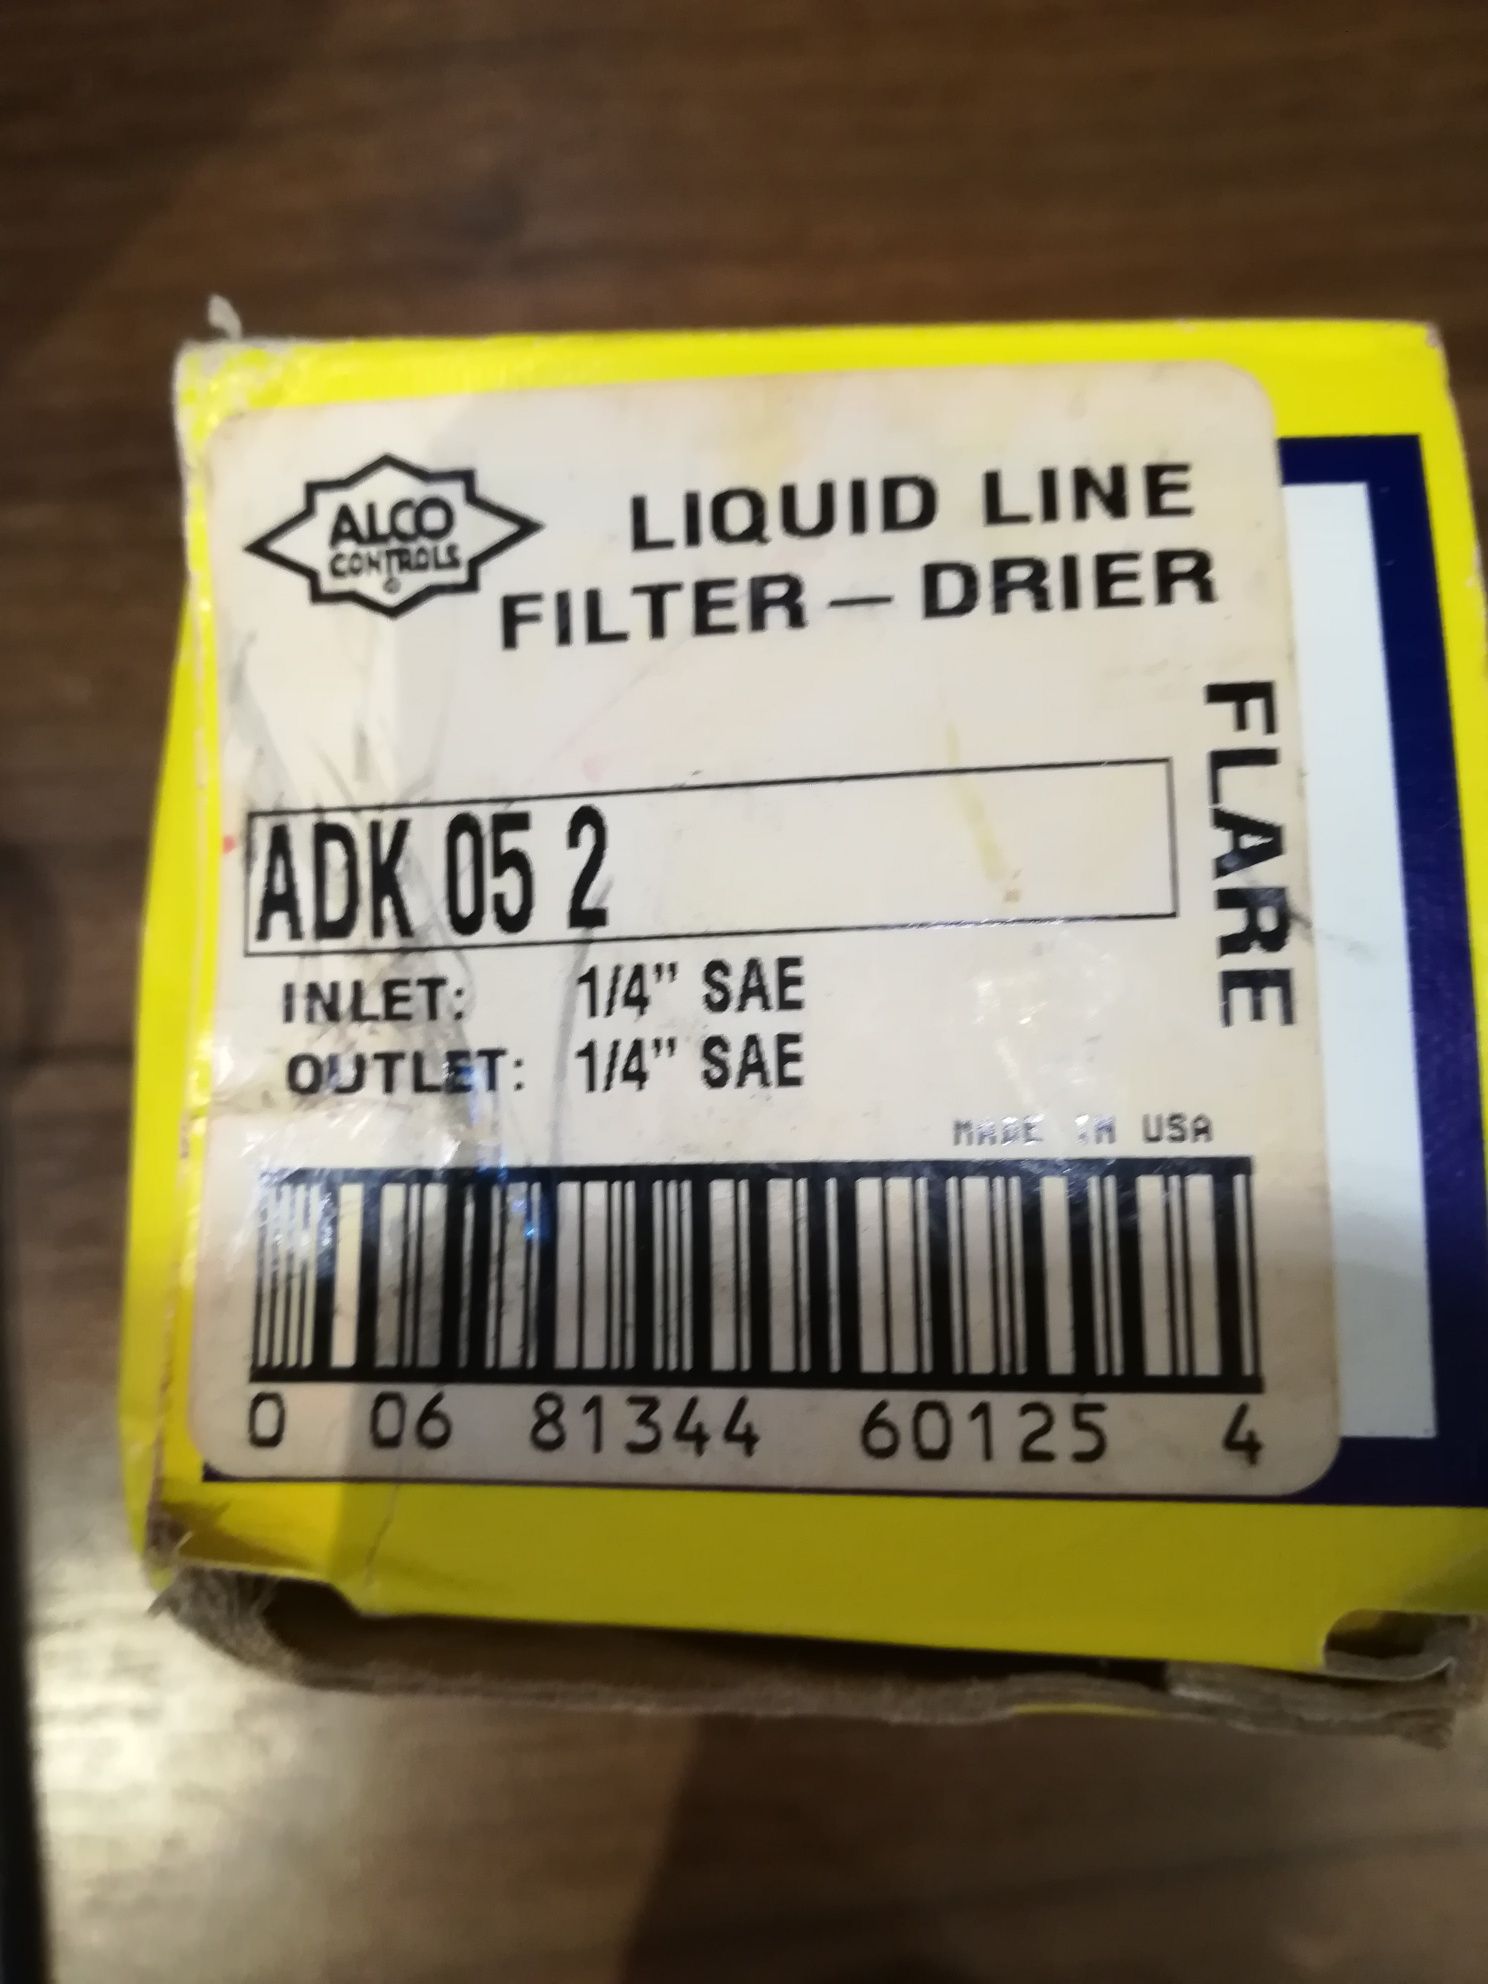 ALCO
CONTROLS
©
LIQUID LINE
FILTER — DRIER
FLARE
ADK 05 2
INLET: 1/4" SAE
OUTLET: 1/4" SAE
MADE IN USA
0 06 81344 60125 4